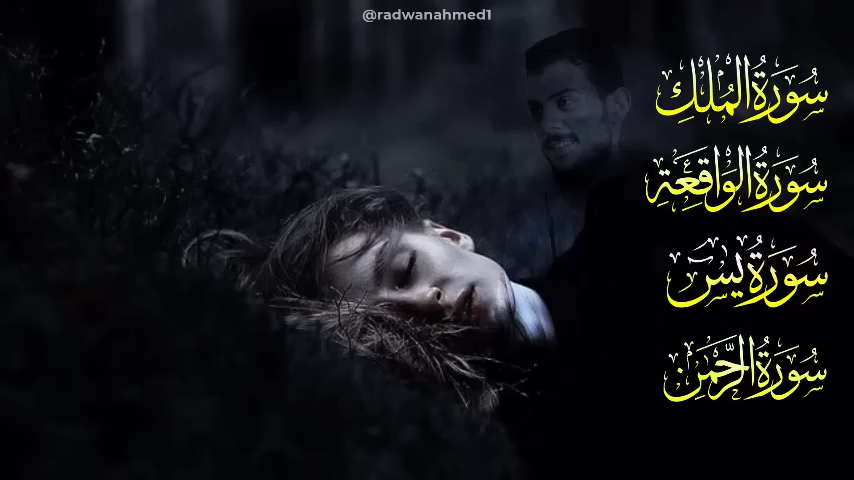 @radwanahmed1
سُورَةُ المُلْكِ
سُورَةُ الوَاقِعَةِ
سُورَةُ يسٓ
سُورَةُ الرَّحْمَٰن